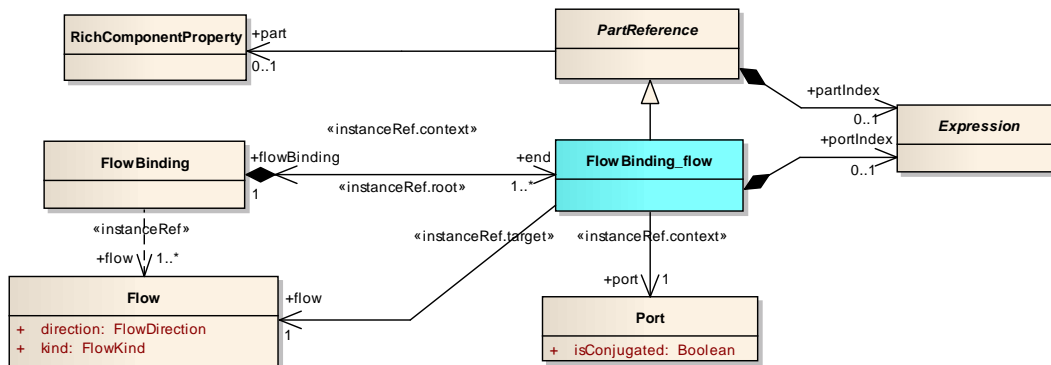 RichComponentProperty
+part
0..1
PartReference
+partIndex
0..1
Expression
+portIndex
0..1
«instanceRef.context»
FlowBinding
+flowBinding
1
«instanceRef.root»
+end
1..*
FlowBinding_flow
«instanceRef»
+flow
1..*
«instanceRef.target»
«instanceRef.context»
+port
1
Flow
+ direction: FlowDirection
+ kind: FlowKind
+flow
1
Port
+ isConjugated: Boolean